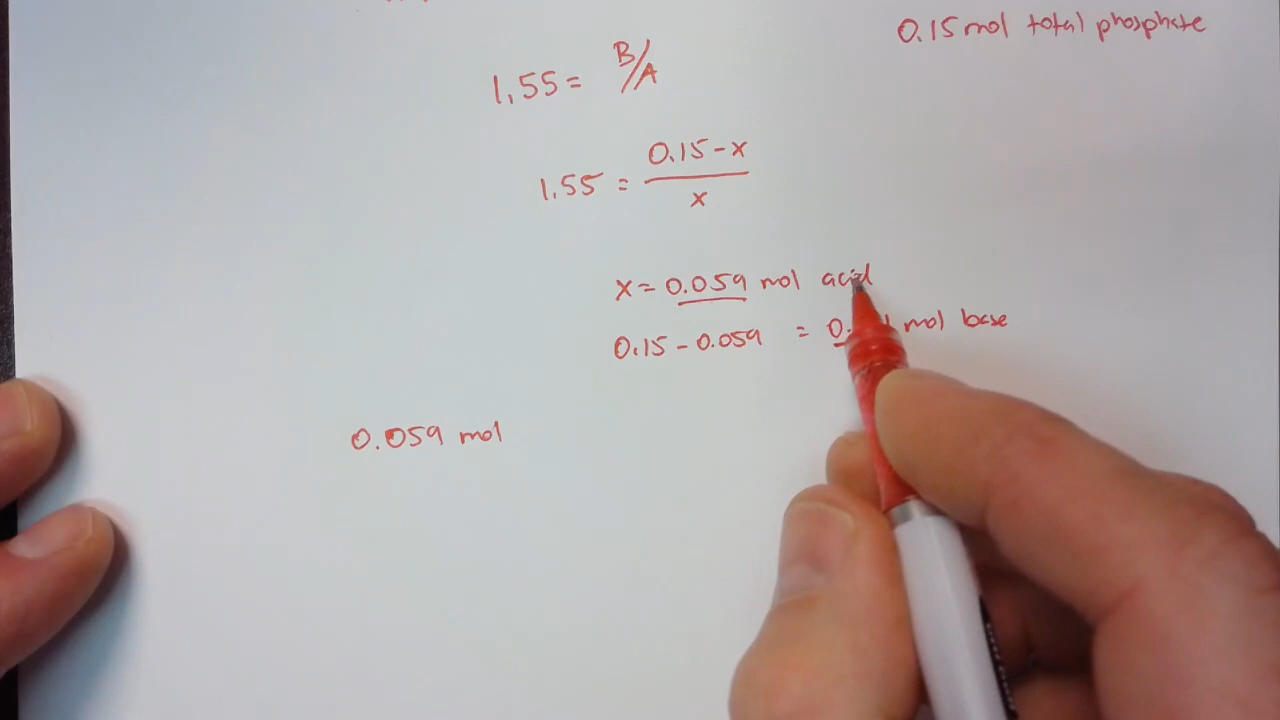 0.15 mol total phosphate
1.55 = B/A
1.55 = 0.15 - x / x
x = 0.059 mol acid
0.15 - 0.059 = 0. mol base
0.059 mol